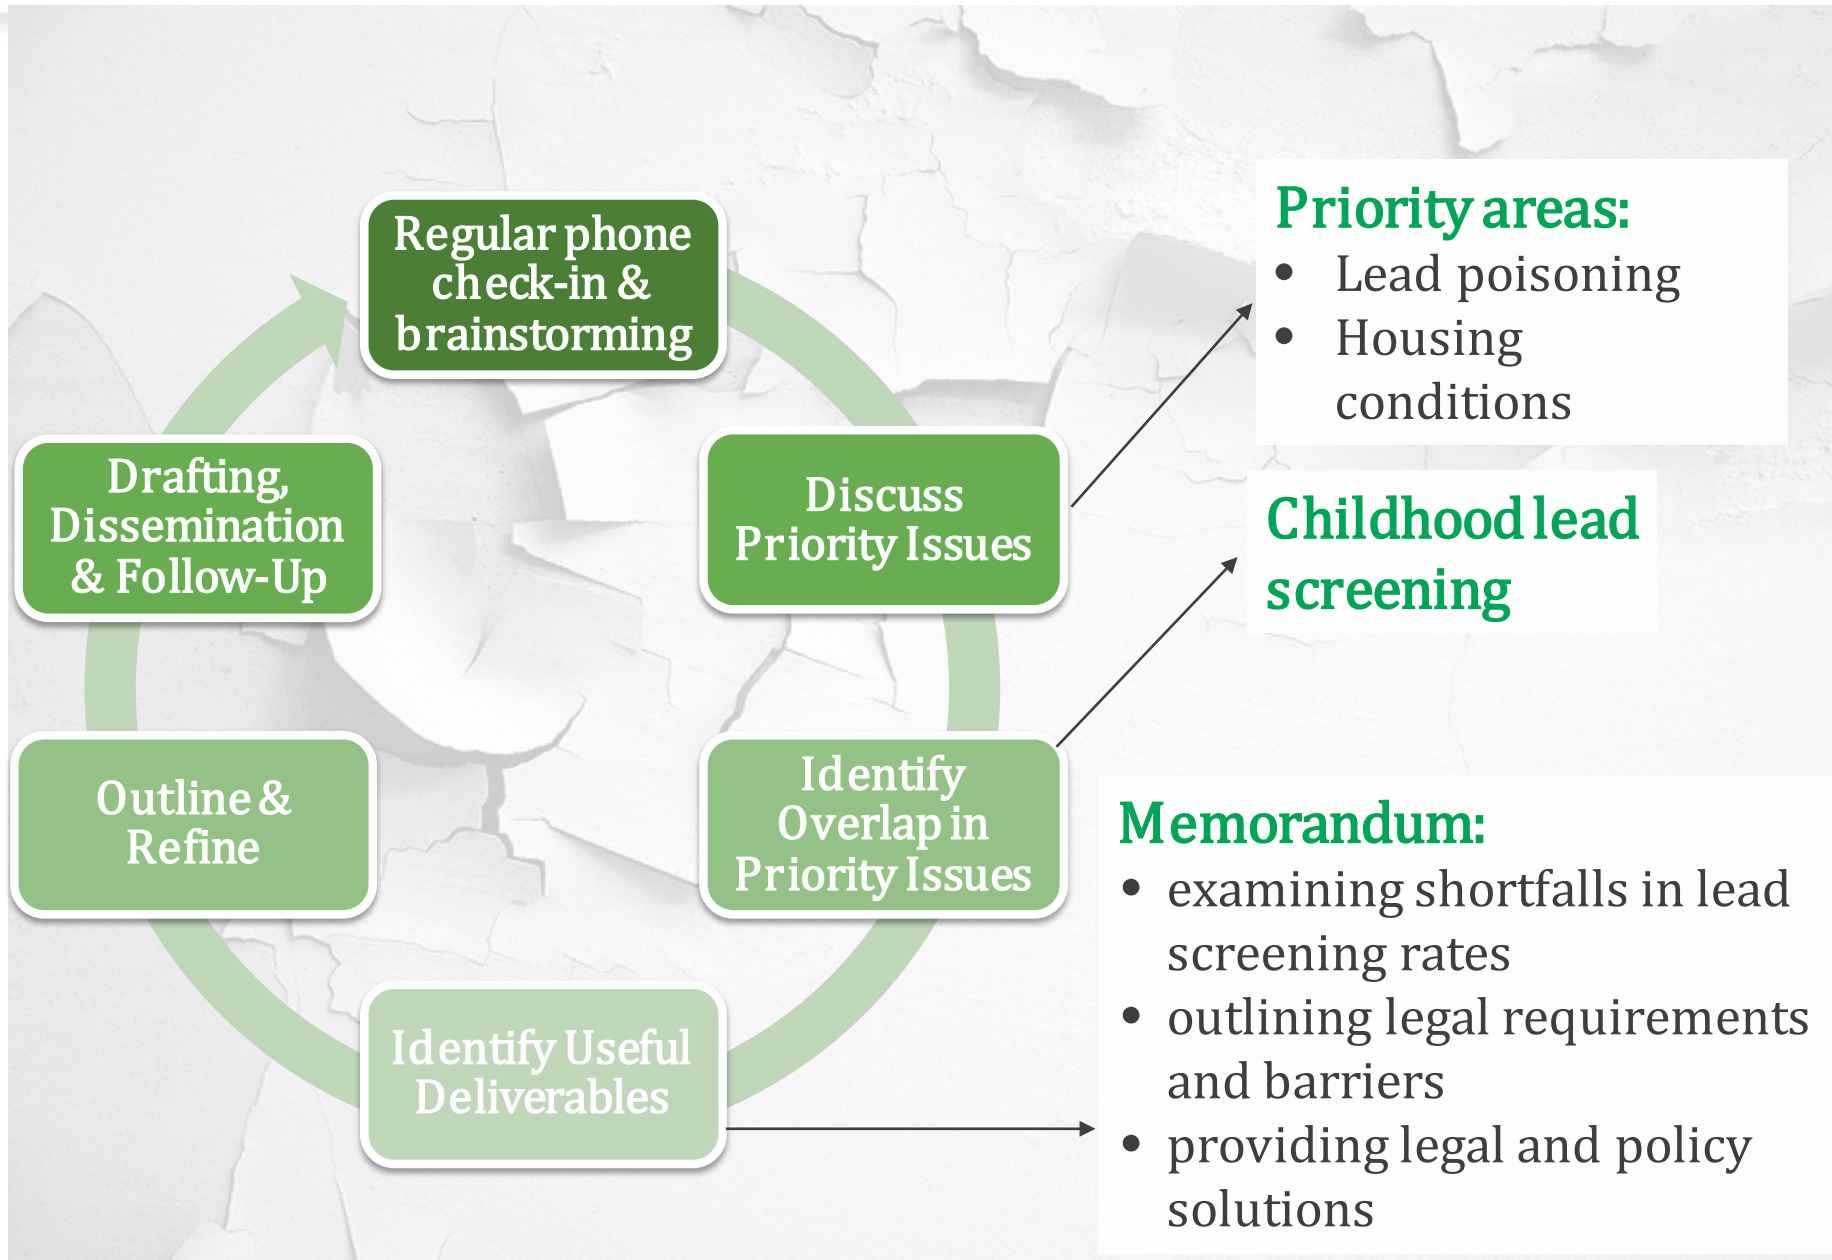 Regular phone
check-in &
brainstorming
Discuss
Priority Issues
Identify
Overlap in
Priority Issues
Identify Useful
Deliverables
Outline &
Refine
Drafting,
Dissemination
& Follow-Up
Priority areas:
• Lead poisoning
• Housing
conditions
Childhood lead
screening
Memorandum:
• examining shortfalls in lead
screening rates
• outlining legal requirements
and barriers
• providing legal and policy
solutions